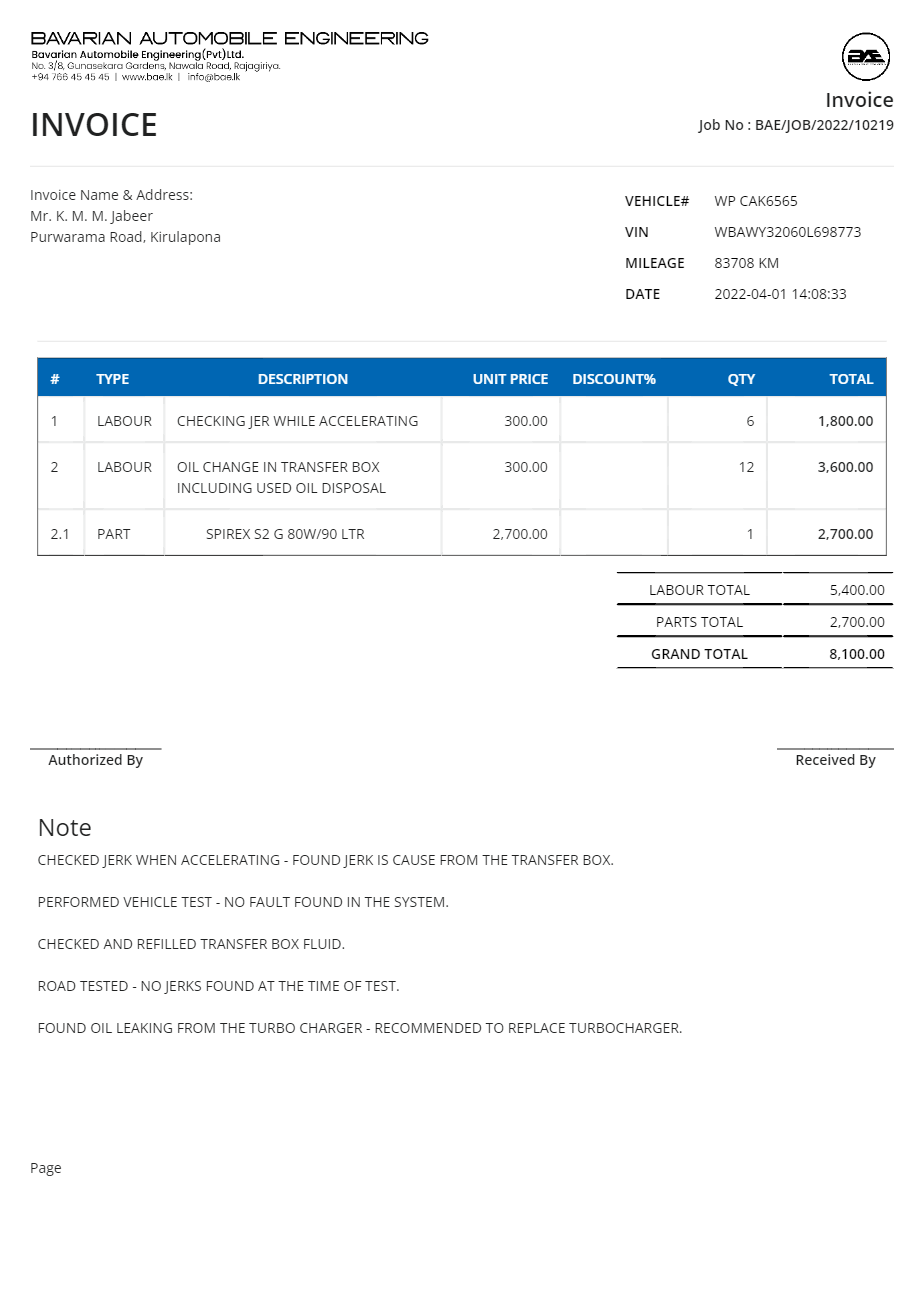 BAVARIAN AUTOMOBILE ENGINEERING
Bavarian Automobile Engineering(Pvt)Ltd.
No. 3/8, Gunasekara Gardens, Nawala Road, Rajagiriya.
+94 766 45 45 45 | www.bae.lk | info@bae.lk
BAE
Invoice
INVOICE
Job No : BAE/JOB/2022/10219
Invoice Name & Address:
Mr. K. M. M. Jabeer
Purwarama Road, Kirulapona
VEHICLE# WP CAK6565
VIN WBAWY32060L698773
MILEAGE 83708 KM
DATE 2022-04-01 14:08:33
# TYPE DESCRIPTION UNIT PRICE DISCOUNT% QTY TOTAL
1 LABOUR CHECKING JER WHILE ACCELERATING 300.00 6 1,800.00
2 LABOUR OIL CHANGE IN TRANSFER BOX 300.00 12 3,600.00
INCLUDING USED OIL DISPOSAL
2.1 PART SPIREX S2 G 80W/90 LTR 2,700.00 1 2,700.00
LABOUR TOTAL 5,400.00
PARTS TOTAL 2,700.00
GRAND TOTAL 8,100.00
Authorized By Received By
Note
CHECKED JERK WHEN ACCELERATING - FOUND JERK IS CAUSE FROM THE TRANSFER BOX.
PERFORMED VEHICLE TEST - NO FAULT FOUND IN THE SYSTEM.
CHECKED AND REFILLED TRANSFER BOX FLUID.
ROAD TESTED - NO JERKS FOUND AT THE TIME OF TEST.
FOUND OIL LEAKING FROM THE TURBO CHARGER - RECOMMENDED TO REPLACE TURBOCHARGER.
Page